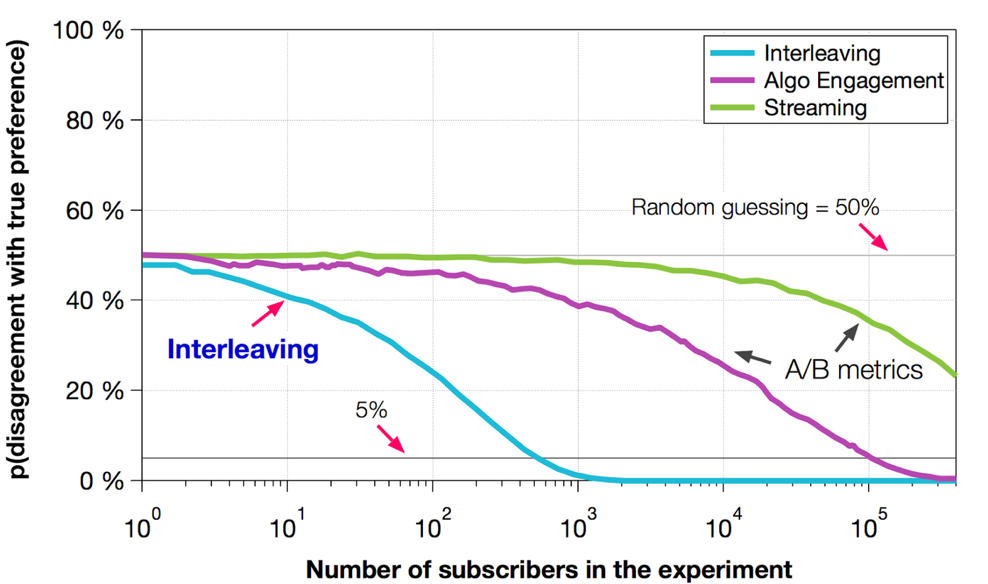 p(disagreement with true preference)
100 %
80 %
60 %
40 %
20 %
0 %
Interleaving
Algo Engagement
Streaming
Random guessing = 50%
Interleaving
A/B metrics
5%
10^0
10^1
10^2
10^3
10^4
10^5
Number of subscribers in the experiment